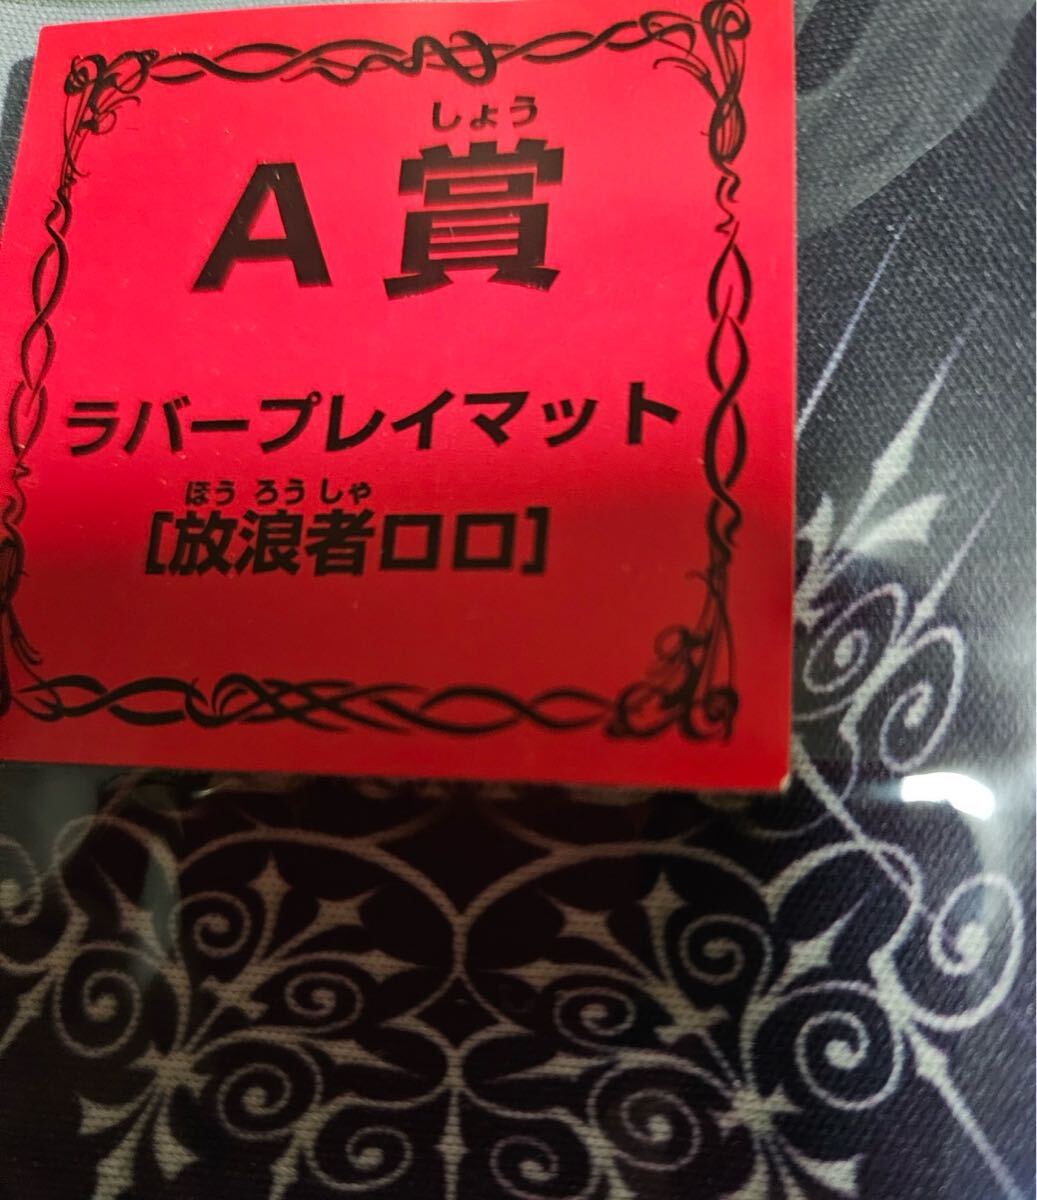 しょう
A賞
ラバープレイマット
ほうろうしゃ
[放浪者ロロ]